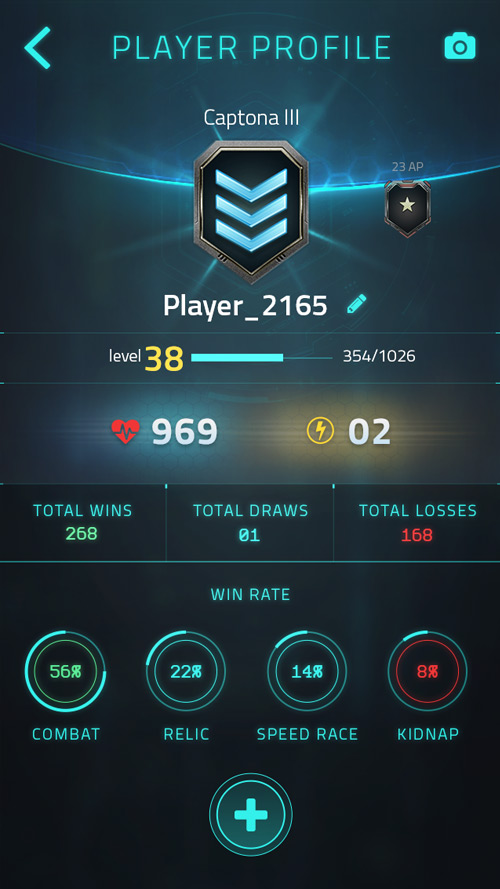 PLAYER PROFILE
Captona III
23 AP
Player_2165
level 38 354/1026
969 02
TOTAL WINS TOTAL DRAWS TOTAL LOSSES
268 01 168
WIN RATE
56% 22% 14% 8%
COMBAT RELIC SPEED RACE KIDNAP